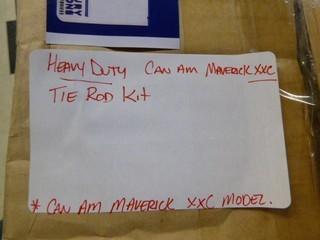 HEAVY DUTY CAN AM MAVERICK XXC
TIE ROD KIT
* CAN AM MAVERICK XXC MODEL.